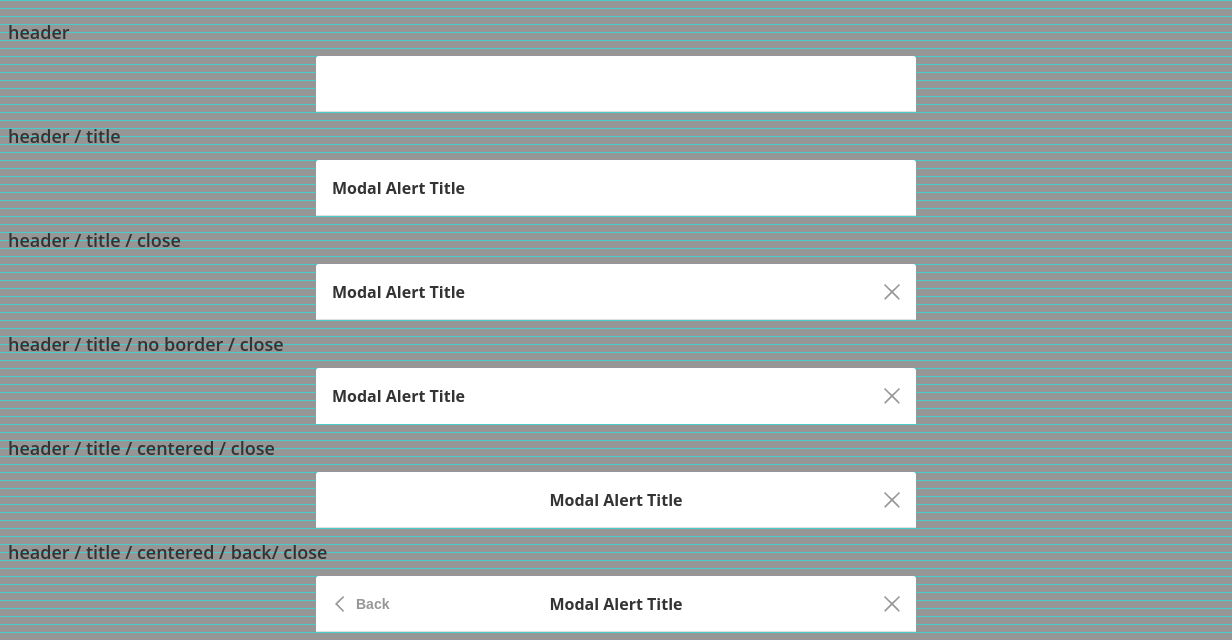 header
header / title
Modal Alert Title
header / title / close
Modal Alert Title
header / title / no border / close
Modal Alert Title
header / title / centered / close
Modal Alert Title
header / title / centered / back/ close
Back Modal Alert Title